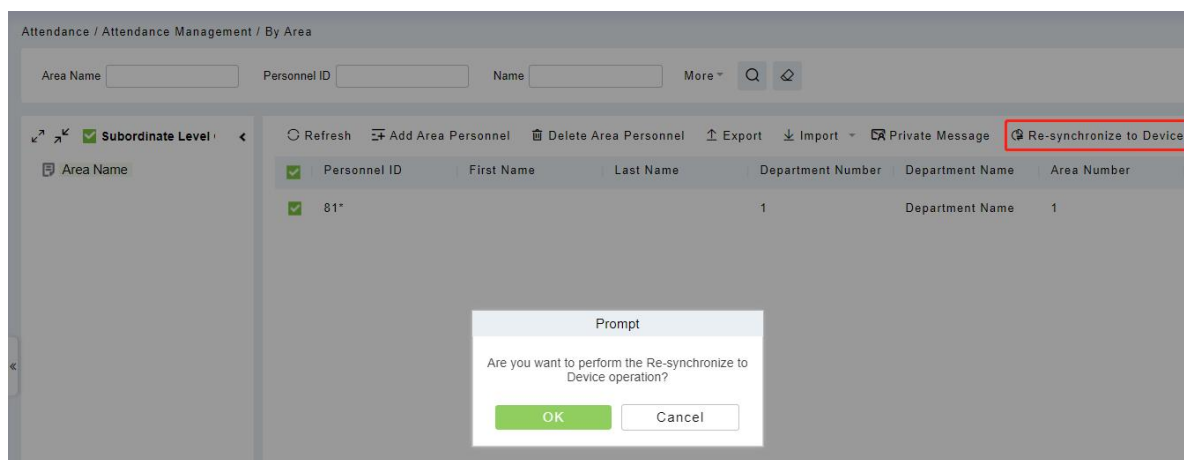 Attendance / Attendance Management / By Area
Area Name Personnel ID Name More
Subordinate Level
Refresh Add Area Personnel Delete Area Personnel Export Import Private Message Re-synchronize to Device
Area Name
Personnel ID First Name Last Name Department Number Department Name Area Number
81* 1 Department Name 1
Prompt
Are you want to perform the Re-synchronize to
Device operation?
OK Cancel